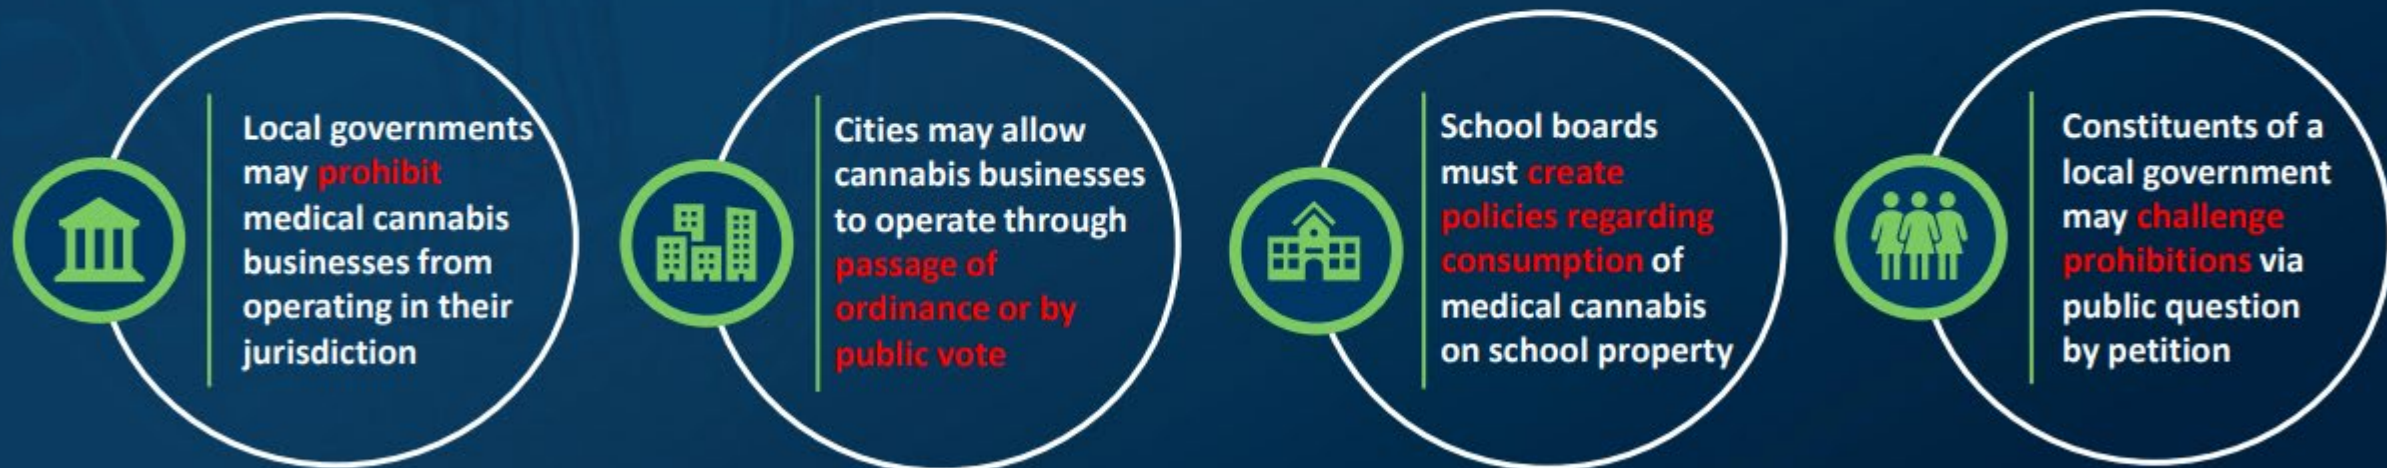 Local governments
may prohibit
medical cannabis
businesses from
operating in their
jurisdiction
Cities may allow
cannabis businesses
to operate through
passage of
ordinance or by
public vote
School boards
must create
policies regarding
consumption of
medical cannabis
on school property
Constituents of a
local government
may challenge
prohibitions via
public question
by petition